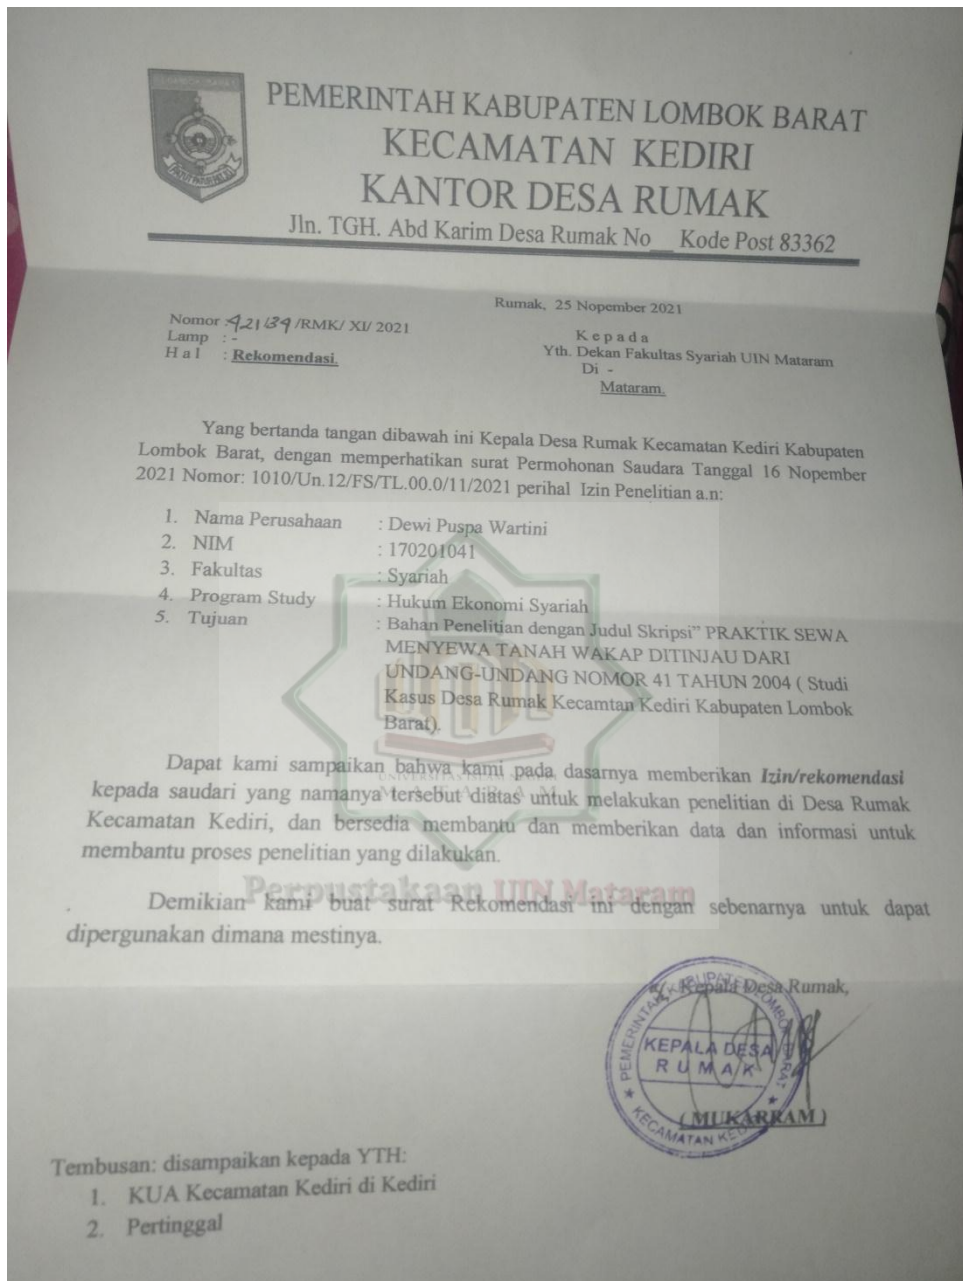 PEMERINTAH KABUPATEN LOMBOK BARAT
KECAMATAN KEDIRI
KANTOR DESA RUMAK
Jln. TGH. Abd Karim Desa Rumak No__ Kode Post 83362
Rumak, 25 Nopember 2021
Nomor : /RMK/ XI/ 2021
Lamp : -
H a l : Rekomendasi.
K e p a d a
Yth. Dekan Fakultas Syariah UIN Mataram
Di -
Mataram.
Yang bertanda tangan dibawah ini Kepala Desa Rumak Kecamatan Kediri Kabupaten
Lombok Barat, dengan memperhatikan surat Permohonan Saudara Tanggal 16 Nopember
2021 Nomor: 1010/Un.12/FS/TL.00.0/11/2021 perihal Izin Penelitian a.n:
1. Nama Perusahaan : Dewi Puspa Wartini
2. NIM : 170201041
3. Fakultas : Syariah
4. Program Study : Hukum Ekonomi Syariah
5. Tujuan : Bahan Penelitian dengan Judul Skripsi" PRAKTIK SEWA
MENYEWA TANAH WAKAP DITINJAU DARI
UNDANG-UNDANG NOMOR 41 TAHUN 2004 ( Studi
Kasus Desa Rumak Kecamtan Kediri Kabupaten Lombok
Barat).
Dapat kami sampaikan bahwa kami pada dasarnya memberikan Izin/rekomendasi
kepada saudari yang namanya tersebut diatas untuk melakukan penelitian di Desa Rumak
Kecamatan Kediri, dan bersedia membantu dan memberikan data dan informasi untuk
membantu proses penelitian yang dilakukan.
Perpustakaan UIN Mataram
Demikian kami buat surat Rekomendasi ini dengan sebenarnya untuk dapat
dipergunakan dimana mestinya.
Kepala Desa Rumak,
PEMERINTAH KABUPATEN LOMBOK BARAT
KEPALA DESA
RUMAK
KECAMATAN KEDIRI
( MUKARRAM )
Tembusan: disampaikan kepada YTH:
1. KUA Kecamatan Kediri di Kediri
2. Pertinggal